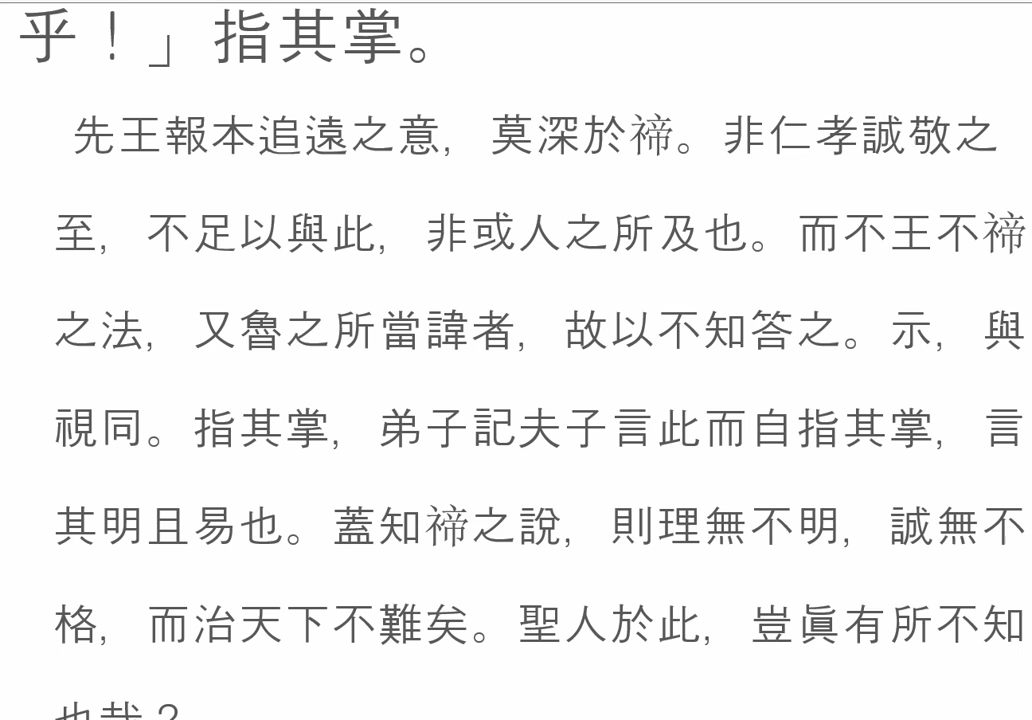 乎！」指其掌。
先王報本追遠之意，莫深於禘。非仁孝誠敬之
至，不足以與此，非或人之所及也。而不王不禘
之法，又魯之所當諱者，故以不知答之。示，與
視同。指其掌，弟子記夫子言此而自指其掌，言
其明且易也。蓋知禘之說，則理無不明，誠無不
格，而治天下不難矣。聖人於此，豈眞有所不知
也哉？